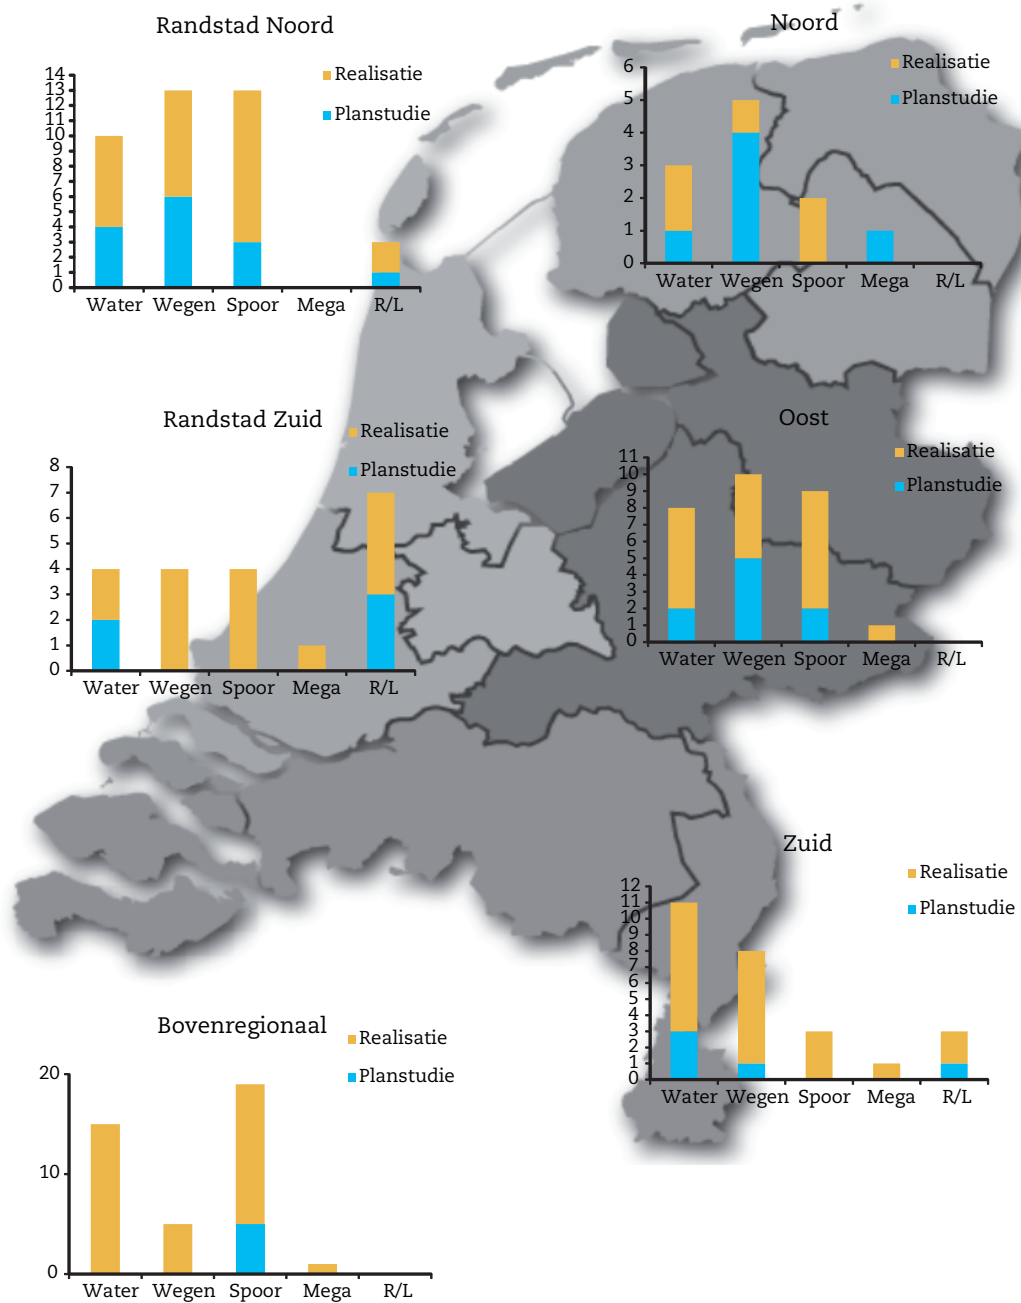 Randstad Noord
Realisatie
Planstudie
14
13
12
11
10
9
8
7
6
5
4
3
2
1
0
Water Wegen Spoor Mega R/L
Noord
Realisatie
Planstudie
6
5
4
3
2
1
0
Water Wegen Spoor Mega R/L
Randstad Zuid
Realisatie
Planstudie
8
7
6
5
4
3
2
1
0
Water Wegen Spoor Mega R/L
Oost
Realisatie
Planstudie
11
10
9
8
7
6
5
4
3
2
1
0
Water Wegen Spoor Mega R/L
Zuid
Realisatie
Planstudie
12
11
10
9
8
7
6
5
4
3
2
1
0
Water Wegen Spoor Mega R/L
Bovenregionaal
Realisatie
Planstudie
20
10
0
Water Wegen Spoor Mega R/L